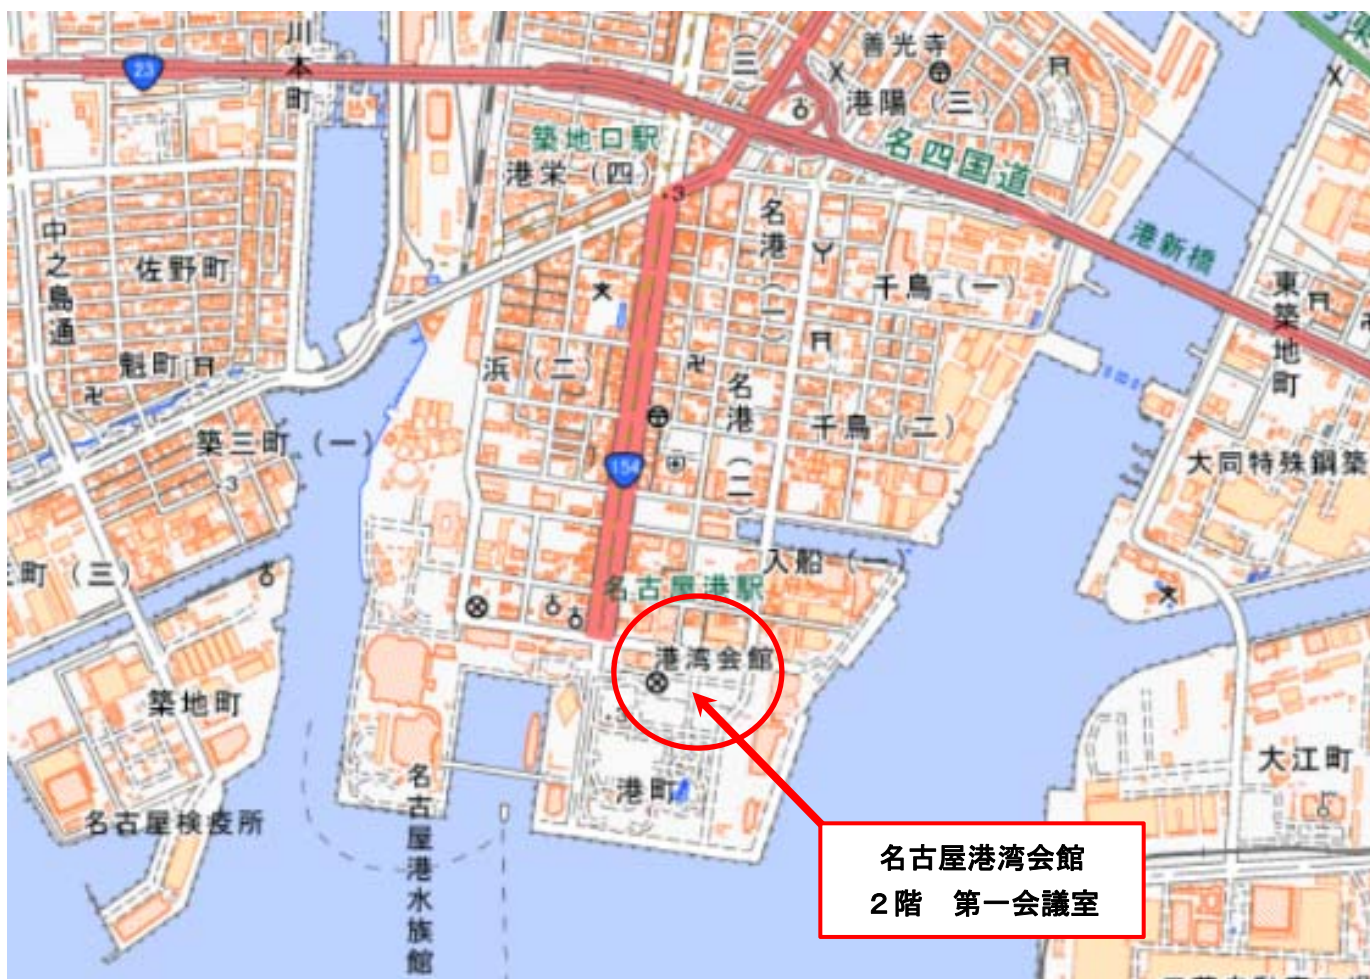 川本町
23
(三)
善光寺
港陽(三)
築地口駅
港栄(四)
名四国道
・3
港新橋
中之島通
佐野町
名港(一)
千鳥(一)
東築地町
魁町
浜(二)
名港(二)
千鳥(二)
築三町(一)
154
大同特殊鋼築
・3
町(三)
入船(一)
名古屋港駅
港湾会館
築地町
・3
港町
大江町
名古屋検疫所
名古屋港水族館
名古屋港湾会館
2階 第一会議室